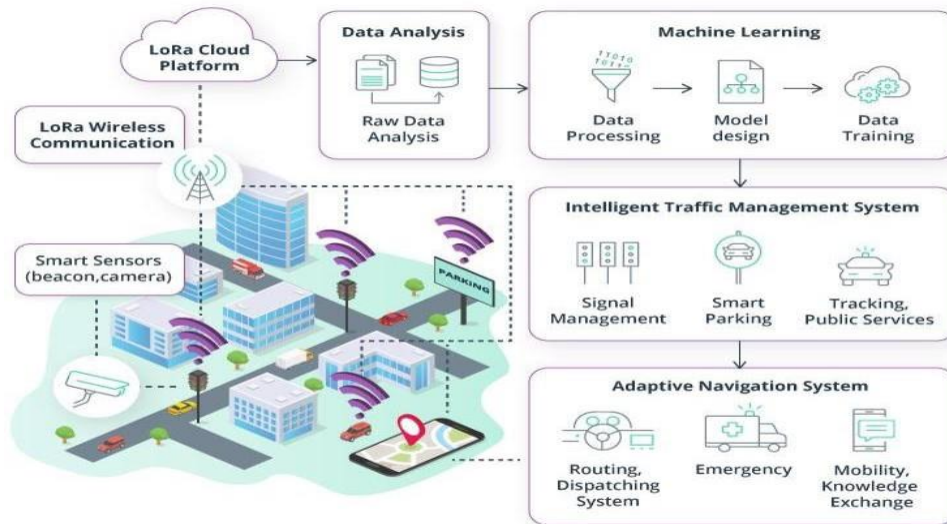 LoRa Cloud
Platform
Data Analysis
Raw Data
Analysis
Machine Learning
11010
Data
Processing
Model
design
Data
Training
LoRa Wireless
Communication
Smart Sensors
(beacon,camera)
PARKING
Intelligent Traffic Management System
Signal
Management
Smart
Parking
Tracking,
Public Services
Adaptive Navigation System
Routing,
Dispatching
System
Emergency
Mobility,
Knowledge
Exchange